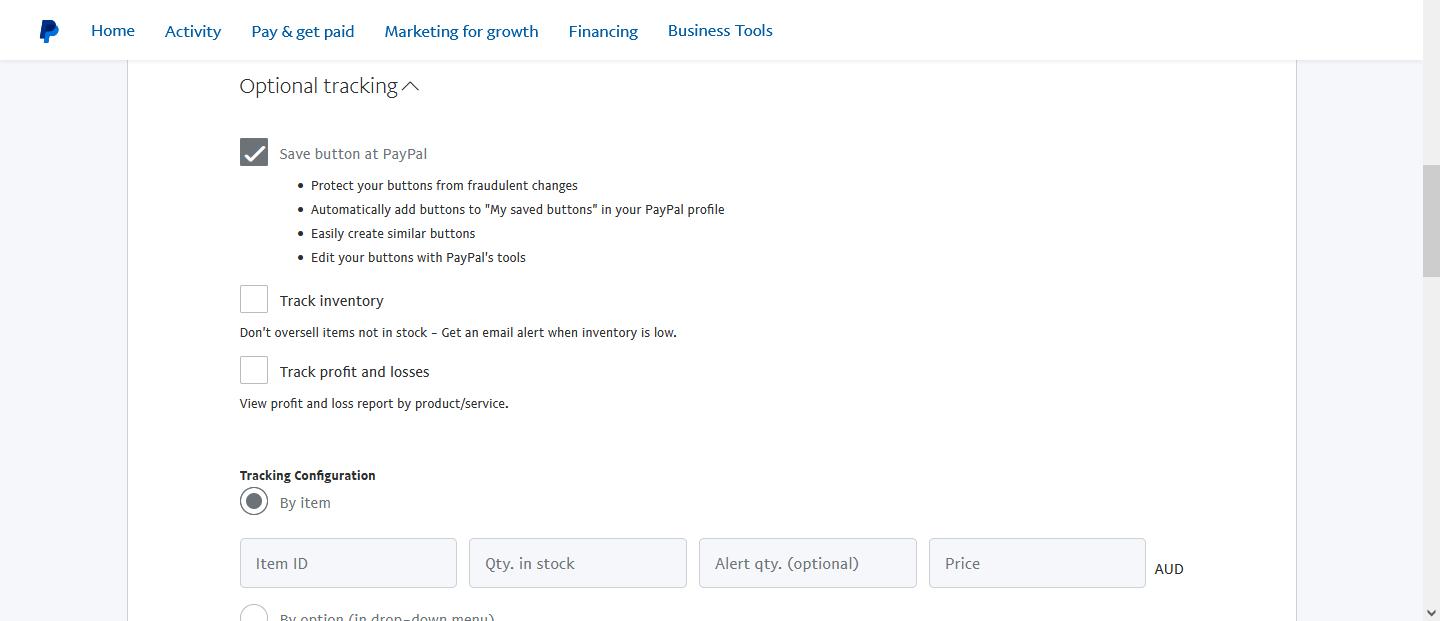 Home Activity Pay & get paid Marketing for growth Financing Business Tools
Optional tracking
Save button at PayPal
• Protect your buttons from fraudulent changes
• Automatically add buttons to "My saved buttons" in your PayPal profile
• Easily create similar buttons
• Edit your buttons with PayPal's tools
Track inventory
Don't oversell items not in stock – Get an email alert when inventory is low.
Track profit and losses
View profit and loss report by product/service.
Tracking Configuration
By item
Item ID Qty. in stock Alert qty. (optional) Price AUD
By option (in drop-down menu)